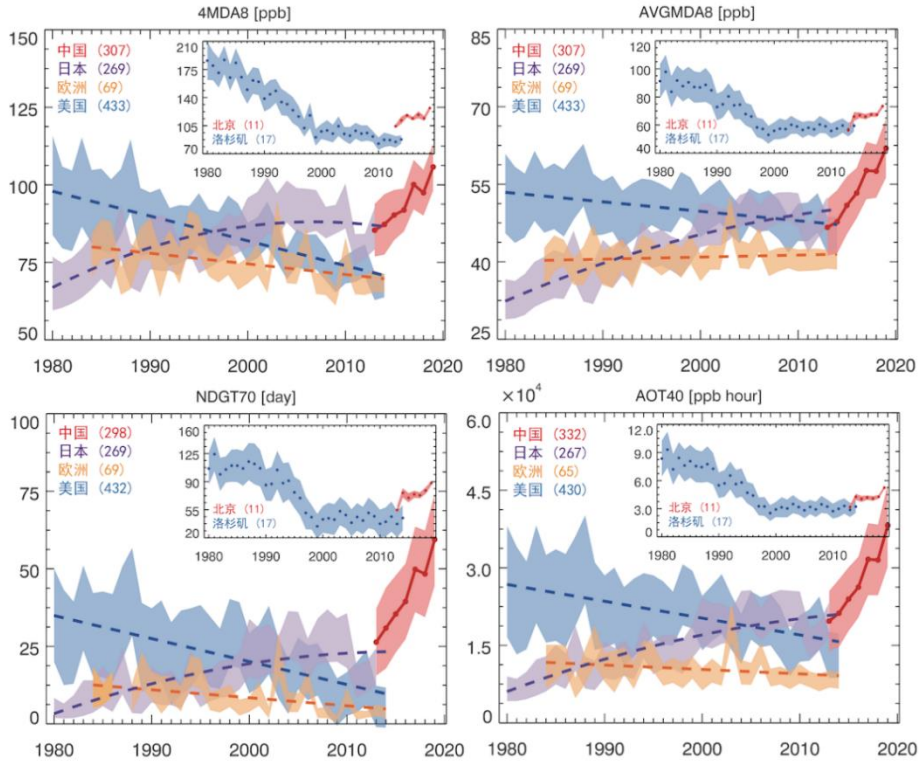 4MDA8 [ppb]
150
125
100
75
50
中国 (307)
日本 (269)
欧洲 (69)
美国 (433)
210
175
140
105
70
北京 (11)
洛杉矶 (17)
1980 1990 2000 2010
1980 1990 2000 2010 2020
AVGMDA8 [ppb]
85
70
55
40
25
中国 (307)
日本 (269)
欧洲 (69)
美国 (433)
120
100
80
60
40
北京 (11)
洛杉矶 (17)
1980 1990 2000 2010
1980 1990 2000 2010 2020
NDGT70 [day]
100
75
50
25
0
中国 (298)
日本 (269)
欧洲 (69)
美国 (432)
160
125
90
55
20
北京 (11)
洛杉矶 (17)
1980 1990 2000 2010
1980 1990 2000 2010 2020
AOT40 [ppb hour]
×10⁴
6.0
4.5
3.0
1.5
0
中国 (332)
日本 (267)
欧洲 (65)
美国 (430)
12.0
9.0
6.0
3.0
0
北京 (11)
洛杉矶 (17)
1980 1990 2000 2010
1980 1990 2000 2010 2020